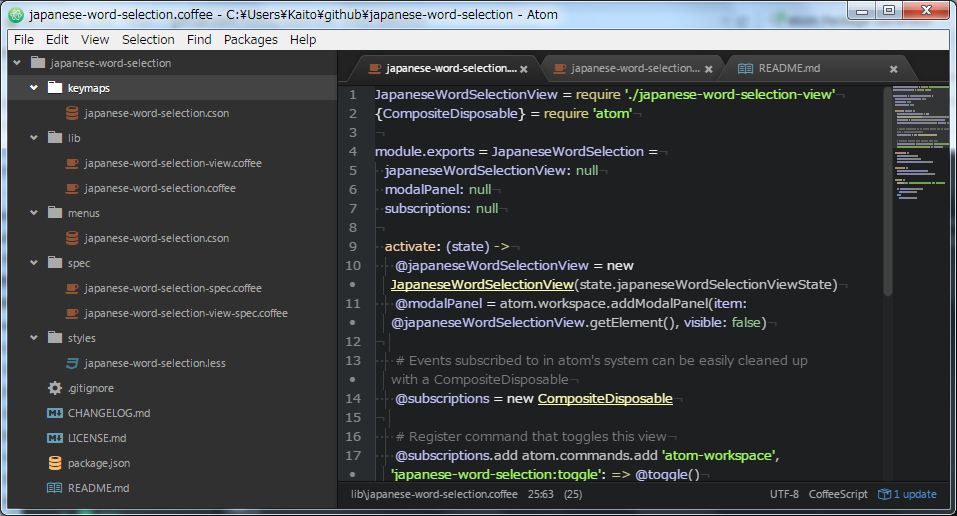 japanese-word-selection.coffee - C:¥Users¥Kaito¥github¥japanese-word-selection - Atom
File Edit View Selection Find Packages Help
japanese-word-selection
keymaps
japanese-word-selection.cson
lib
japanese-word-selection-view.coffee
japanese-word-selection.coffee
menus
japanese-word-selection.cson
spec
japanese-word-selection-spec.coffee
japanese-word-selection-view-spec.coffee
styles
japanese-word-selection.less
.gitignore
CHANGELOG.md
LICENSE.md
package.json
README.md
japanese-word-selection.... japanese-word-selection... README.md
1 JapaneseWordSelectionView = require './japanese-word-selection-view'¬
2 {CompositeDisposable} = require 'atom'¬
3 ¬
4 module.exports = JapaneseWordSelection =¬
5 ··japaneseWordSelectionView: null¬
6 ··modalPanel: null¬
7 ··subscriptions: null¬
8 ¬
9 ··activate: (state) ->¬
10 ····@japaneseWordSelectionView = new
• JapaneseWordSelectionView(state.japaneseWordSelectionViewState)¬
11 ····@modalPanel = atom.workspace.addModalPanel(item:
• @japaneseWordSelectionView.getElement(), visible: false)¬
12 ¬
13 ····# Events subscribed to in atom's system can be easily cleaned up
• with a CompositeDisposable¬
14 ····@subscriptions = new CompositeDisposable¬
15 ¬
16 ····# Register command that toggles this view¬
17 ····@subscriptions.add atom.commands.add 'atom-workspace',
• 'japanese-word-selection:toggle': => @toggle()¬
lib\japanese-word-selection.coffee 25:63 (25) UTF-8 CoffeeScript 1 update